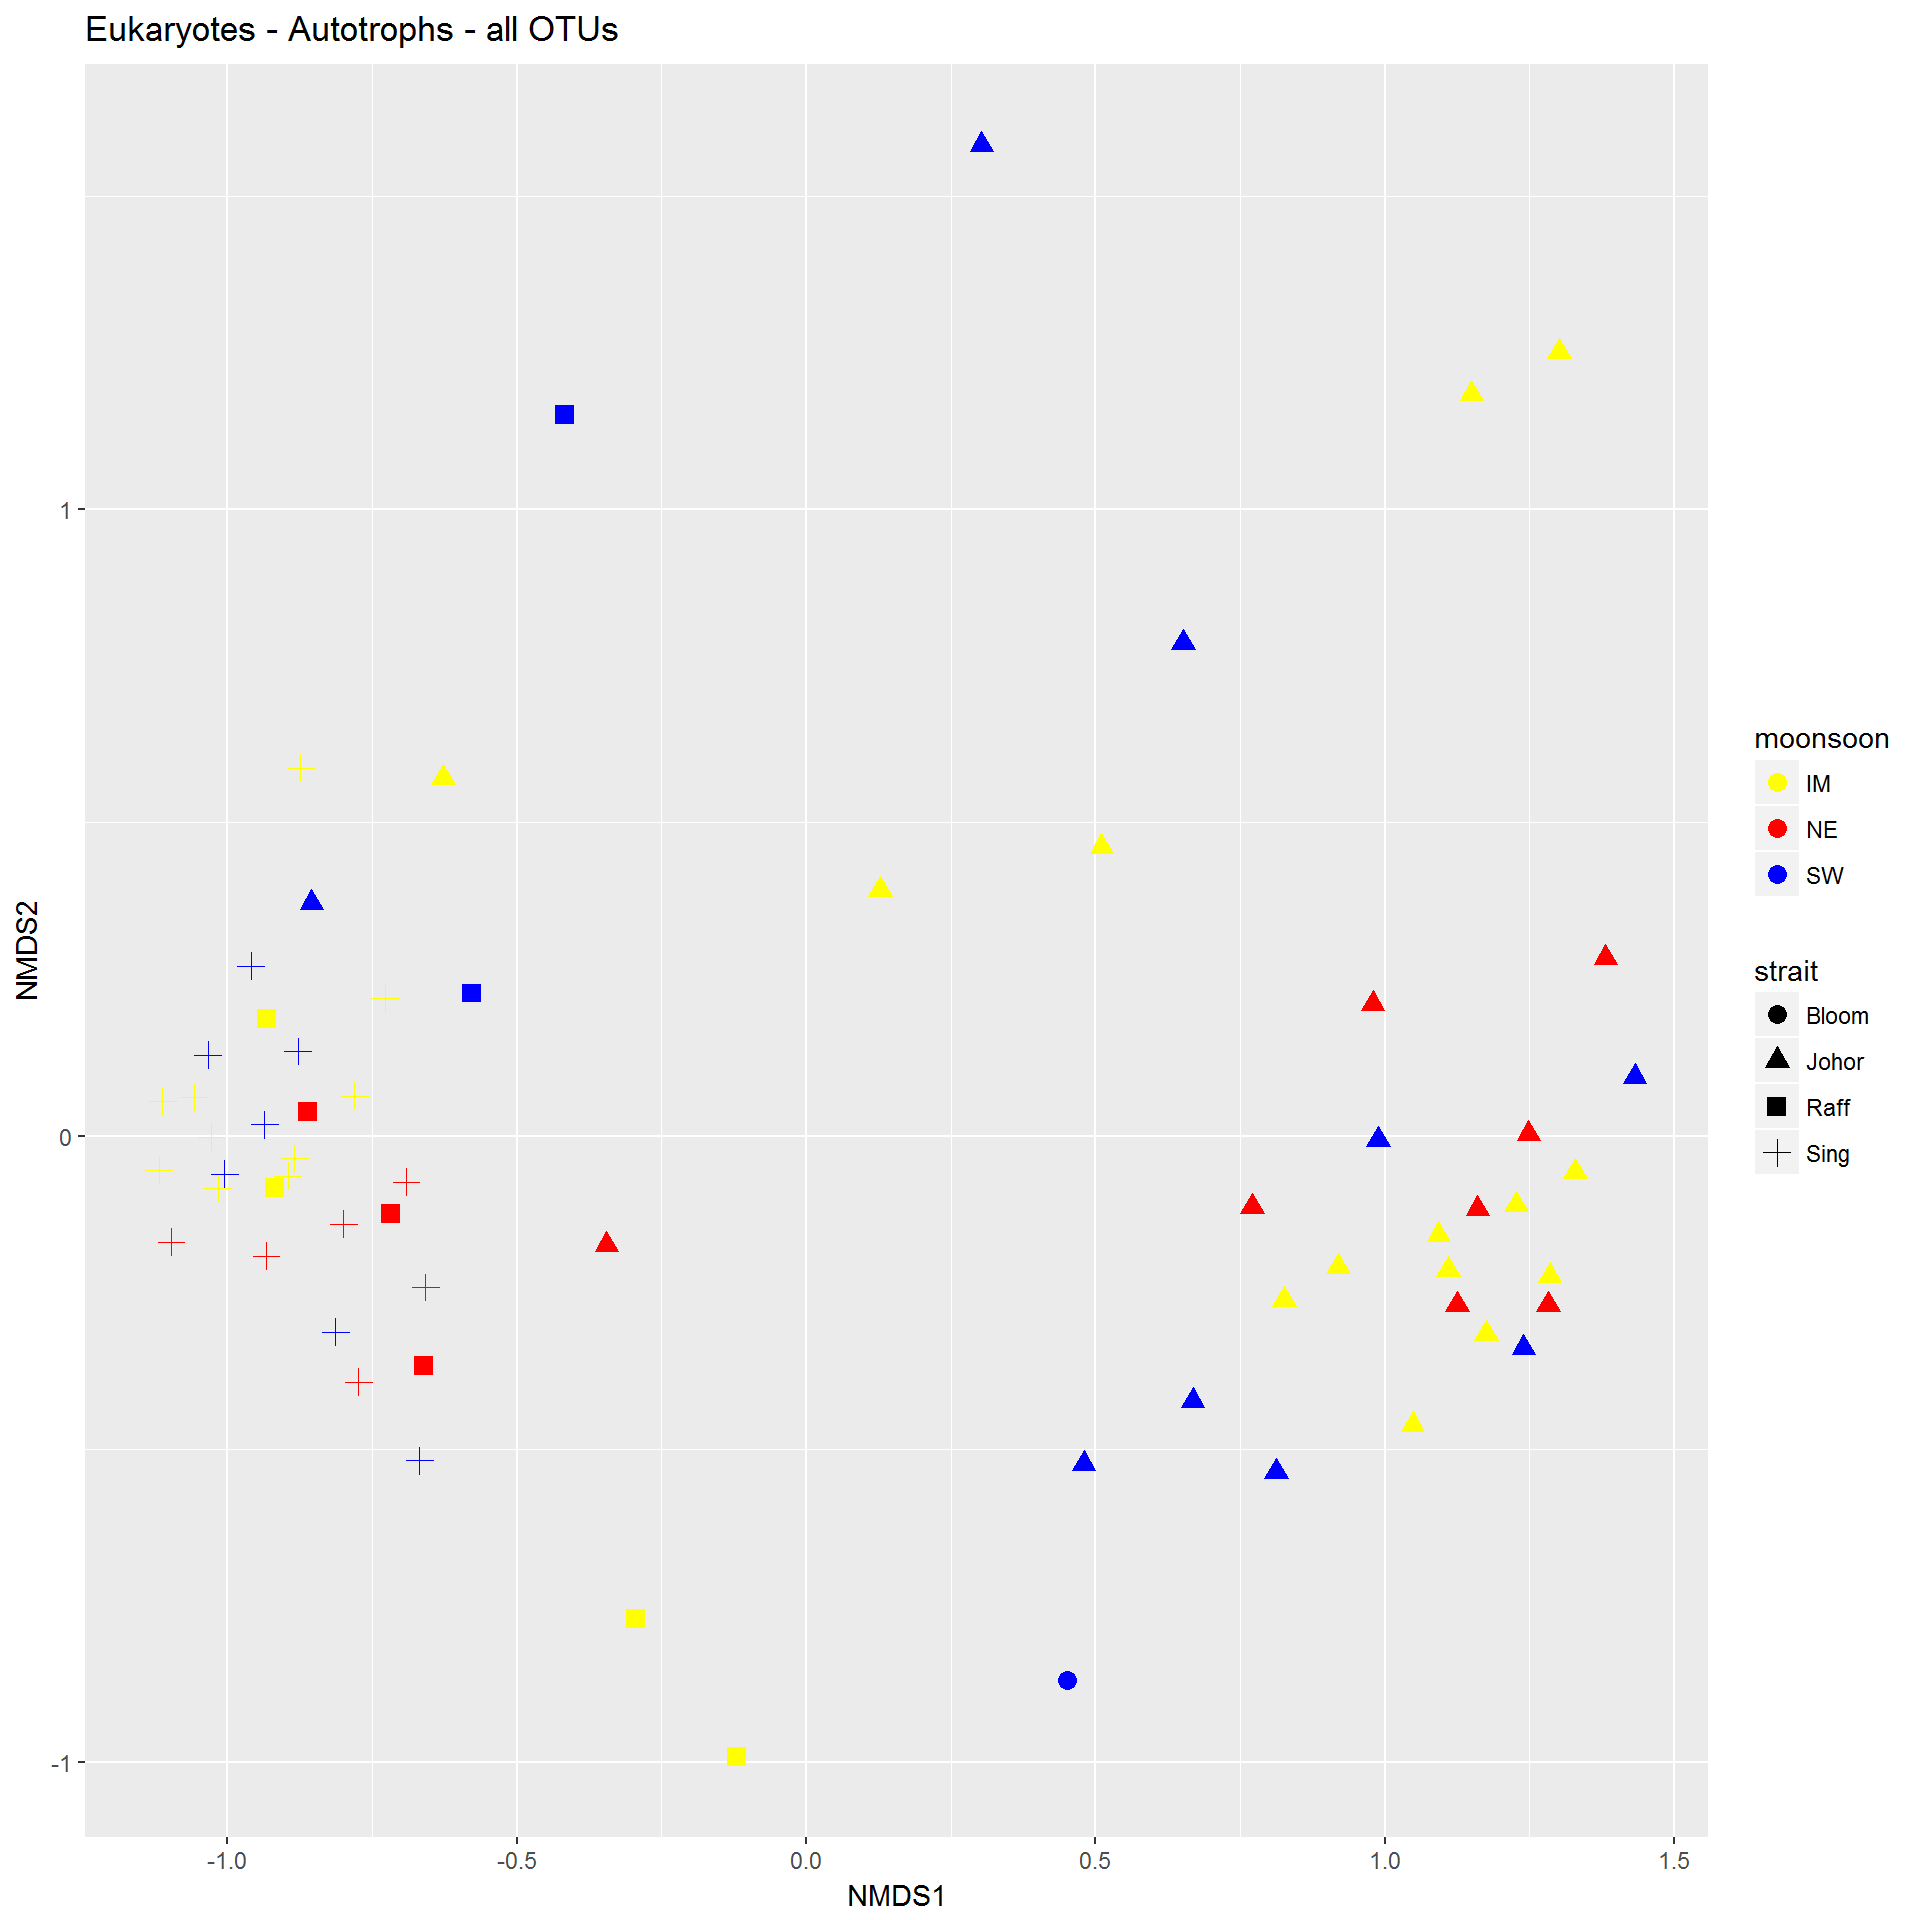 Eukaryotes - Autotrophs - all OTUs
NMDS2
1
0
-1
-1.0
-0.5
0.0
0.5
1.0
1.5
NMDS1
moonsoon
IM
NE
SW
strait
Bloom
Johor
Raff
Sing